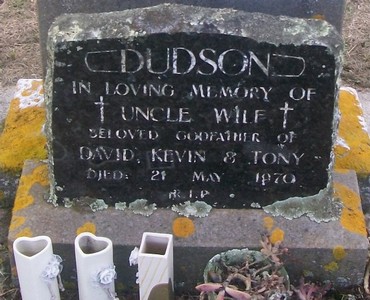 DUDSON
IN LOVING MEMORY OF
UNCLE WILF
BELOVED GODFATHER OF
DAVID, KEVIN & TONY
DIED: 21 MAY 1970
R.I.P